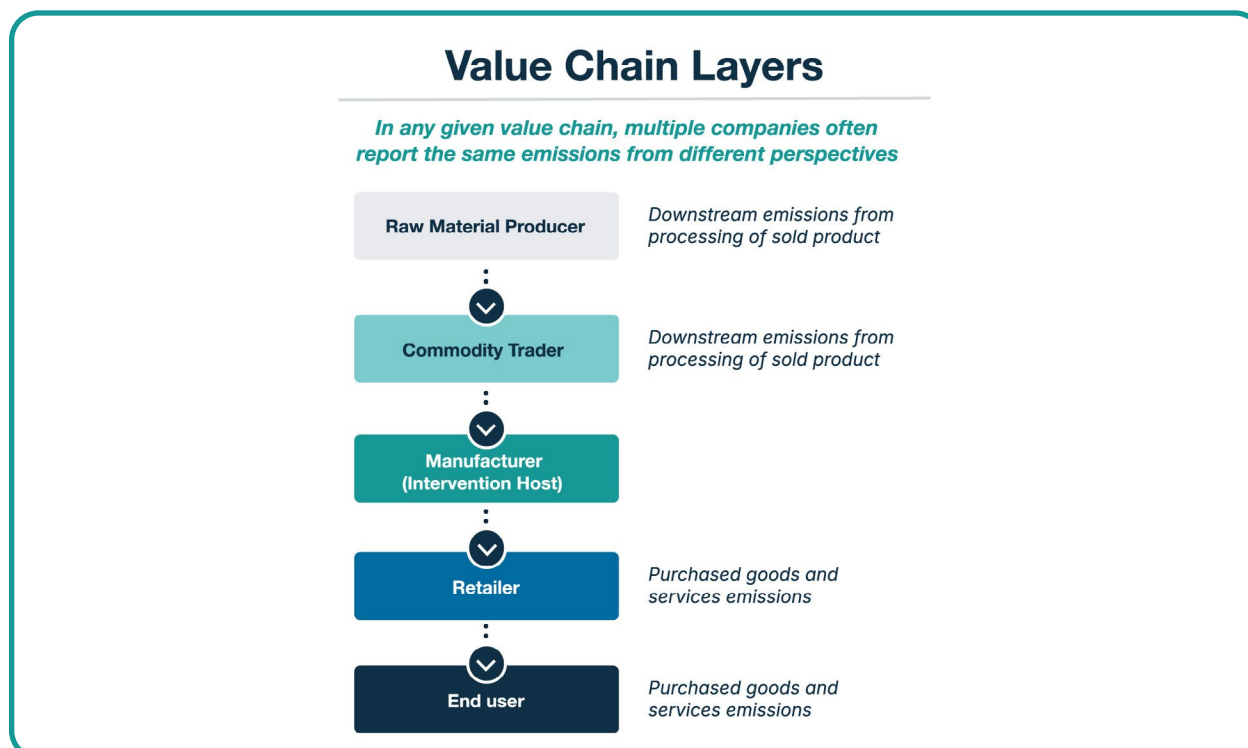 Value Chain Layers
In any given value chain, multiple companies often
report the same emissions from different perspectives
Raw Material Producer
Downstream emissions from
processing of sold product
Commodity Trader
Downstream emissions from
processing of sold product
Manufacturer
(Intervention Host)
Retailer
Purchased goods and
services emissions
End user
Purchased goods and
services emissions